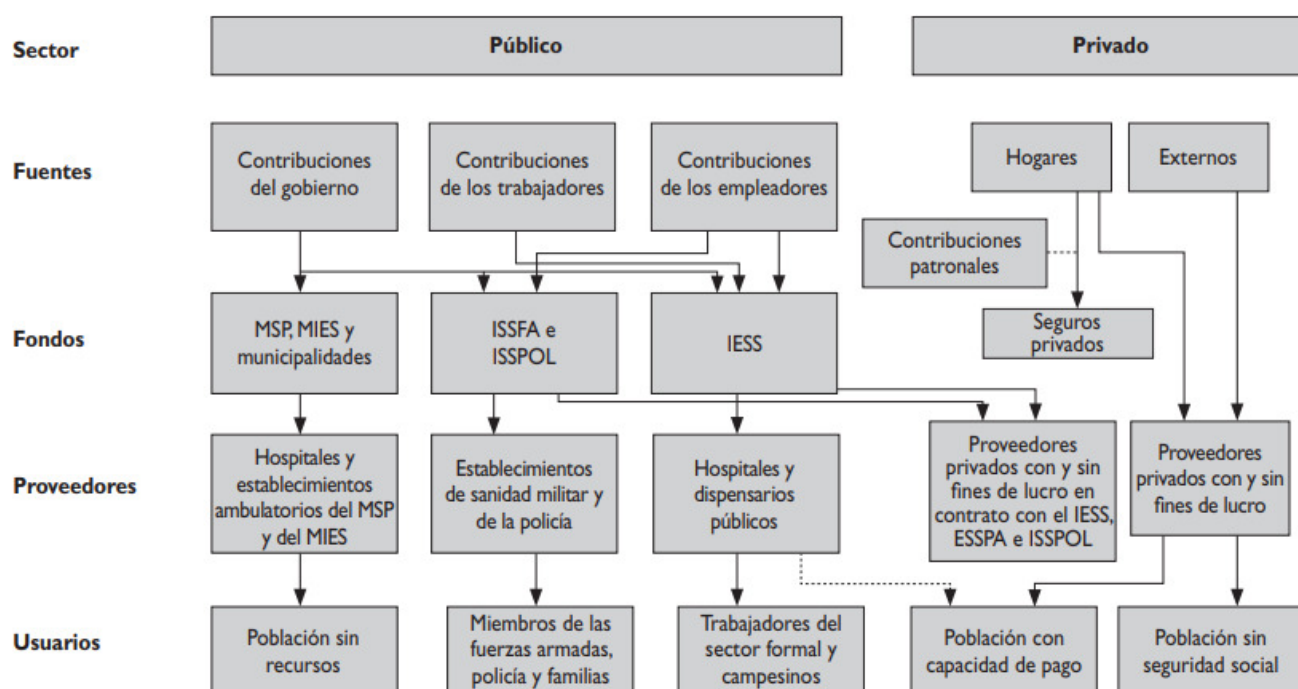 Sector
Público
Privado
Fuentes
Contribuciones
del gobierno
Contribuciones
de los trabajadores
Contribuciones
de los empleadores
Hogares
Externos
Contribuciones
patronales
Fondos
MSP, MIES y
municipalidades
ISSFA e
ISSPOL
IESS
Seguros
privados
Proveedores
Hospitales y
establecimientos
ambulatorios del MSP
y del MIES
Establecimientos
de sanidad militar y
de la policía
Hospitales y
dispensarios
públicos
Proveedores
privados con y sin
fines de lucro en
contrato con el IESS,
ESSPA e ISSPOL
Proveedores
privados con y sin
fines de lucro
Usuarios
Población sin
recursos
Miembros de las
fuerzas armadas,
policía y familias
Trabajadores del
sector formal y
campesinos
Población con
capacidad de pago
Población sin
seguridad social